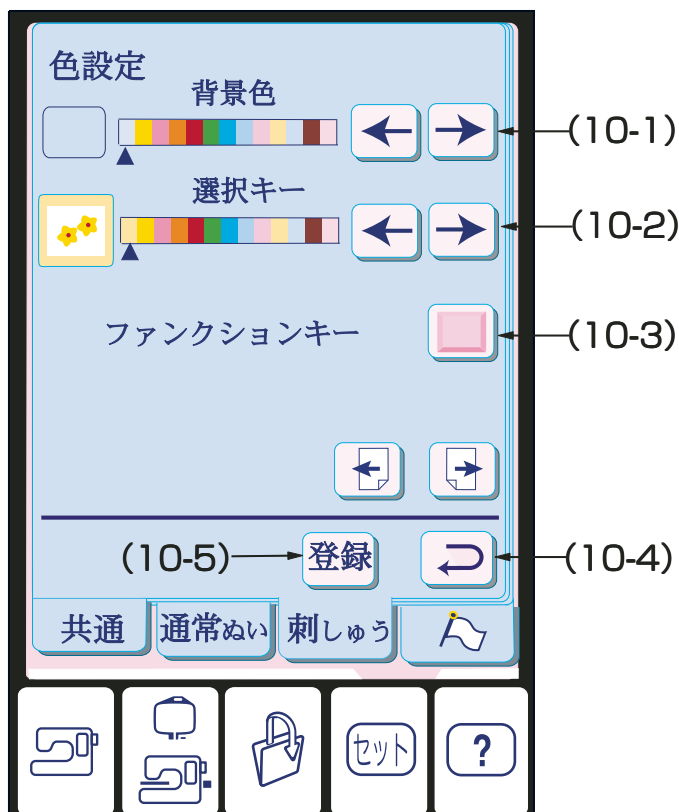 色設定
背景色
(10-1)
選択キー
(10-2)
ファンクションキー
(10-3)
(10-5)
登録
(10-4)
共通
通常ぬい
刺しゅう
セット
?